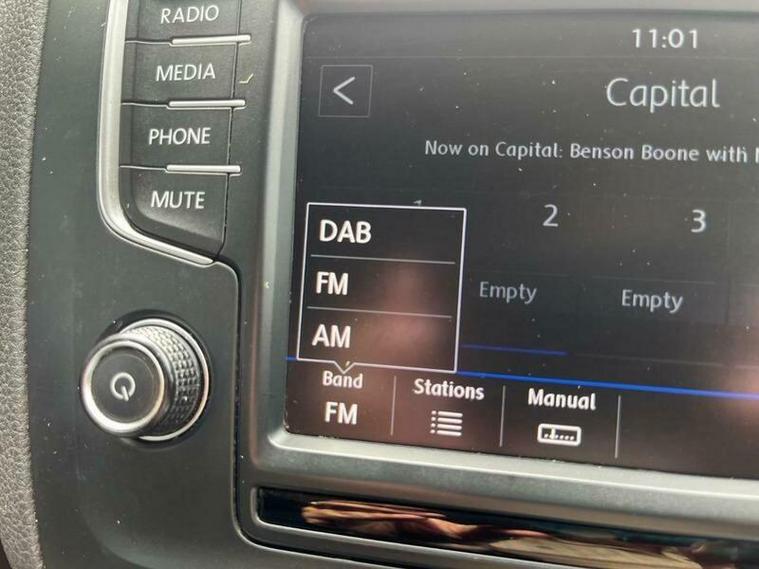 RADIO
MEDIA
PHONE
MUTE
11:01
<
Capital
Now on Capital: Benson Boone with
2
3
Empty
Empty
DAB
FM
AM
Band
FM
Stations
Manual